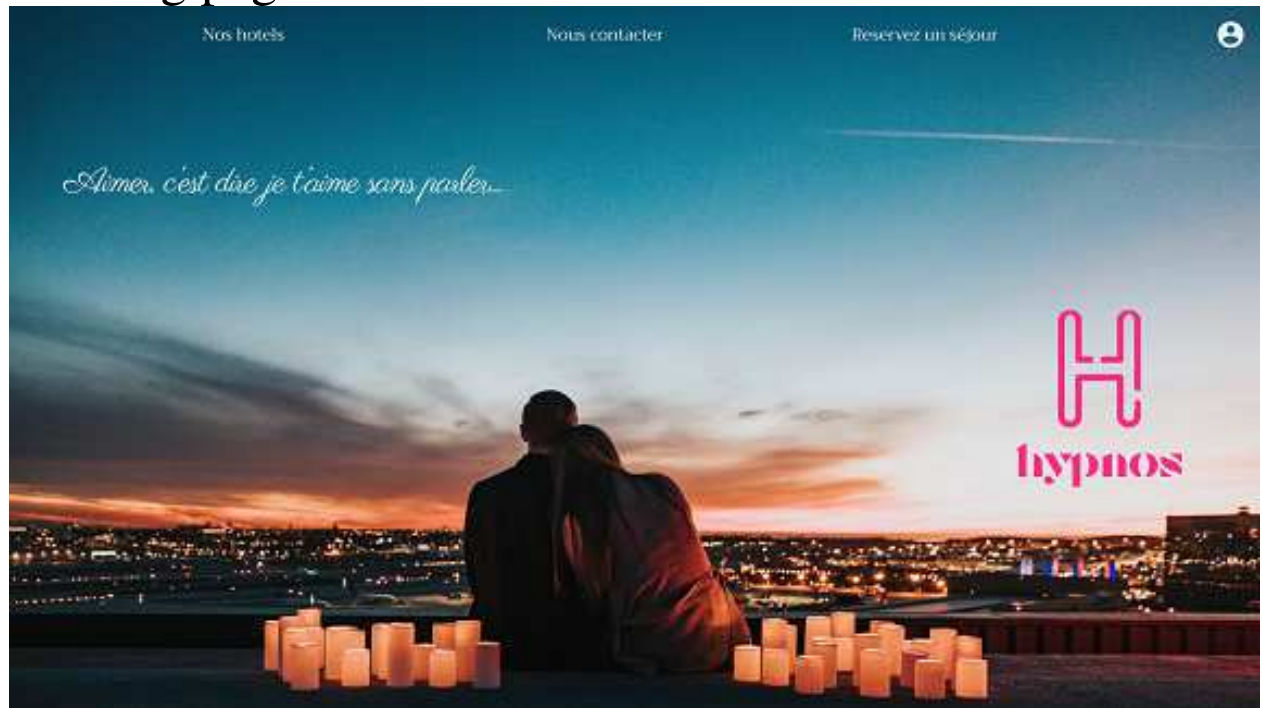 Nos hotels
Nous contacter
Reservez un séjour
Aimer, c'est dire je t'aime sans parler...
H
hypnos